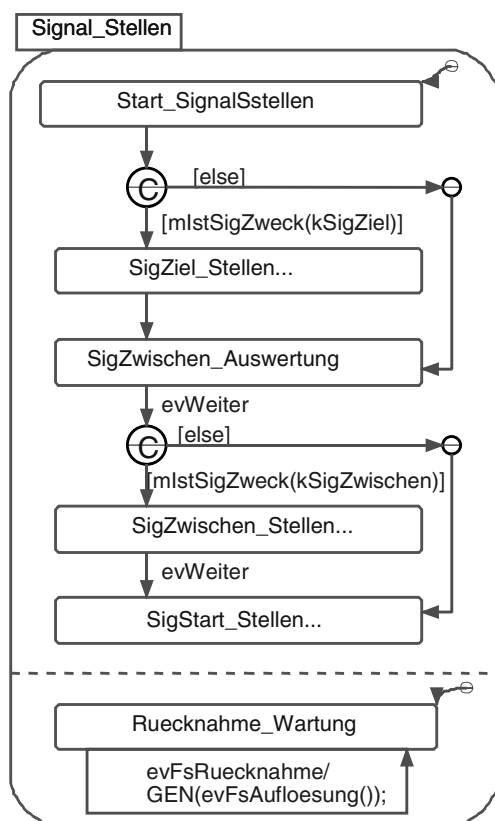 Signal_Stellen
Start_SignalSstellen
C
[else]
[mIstSigZweck(kSigZiel)]
SigZiel_Stellen...
SigZwischen_Auswertung
evWeiter
C
[else]
[mIstSigZweck(kSigZwischen)]
SigZwischen_Stellen...
evWeiter
SigStart_Stellen...
Ruecknahme_Wartung
evFsRuecknahme/
GEN(evFsAufloesung());